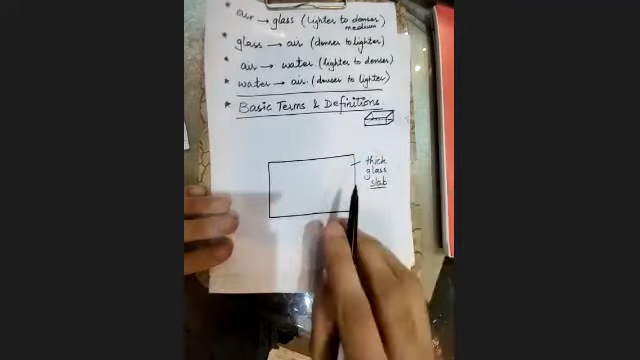 * air → glass (lighter to denser medium)
* glass → air (denser to lighter)
* air → water (lighter to denser)
* water → air (denser to lighter)
* Basic Terms & Definitions
thick
glass
slab